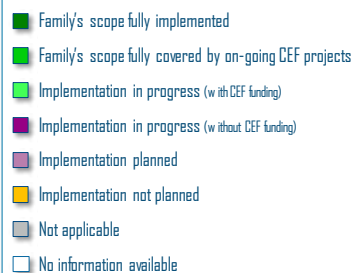 Family's scope fully implemented
Family's scope fully covered by on-going CEF projects
Implementation in progress (with CEF funding)
Implementation in progress (without CEF funding)
Implementation planned
Implementation not planned
Not applicable
No information available